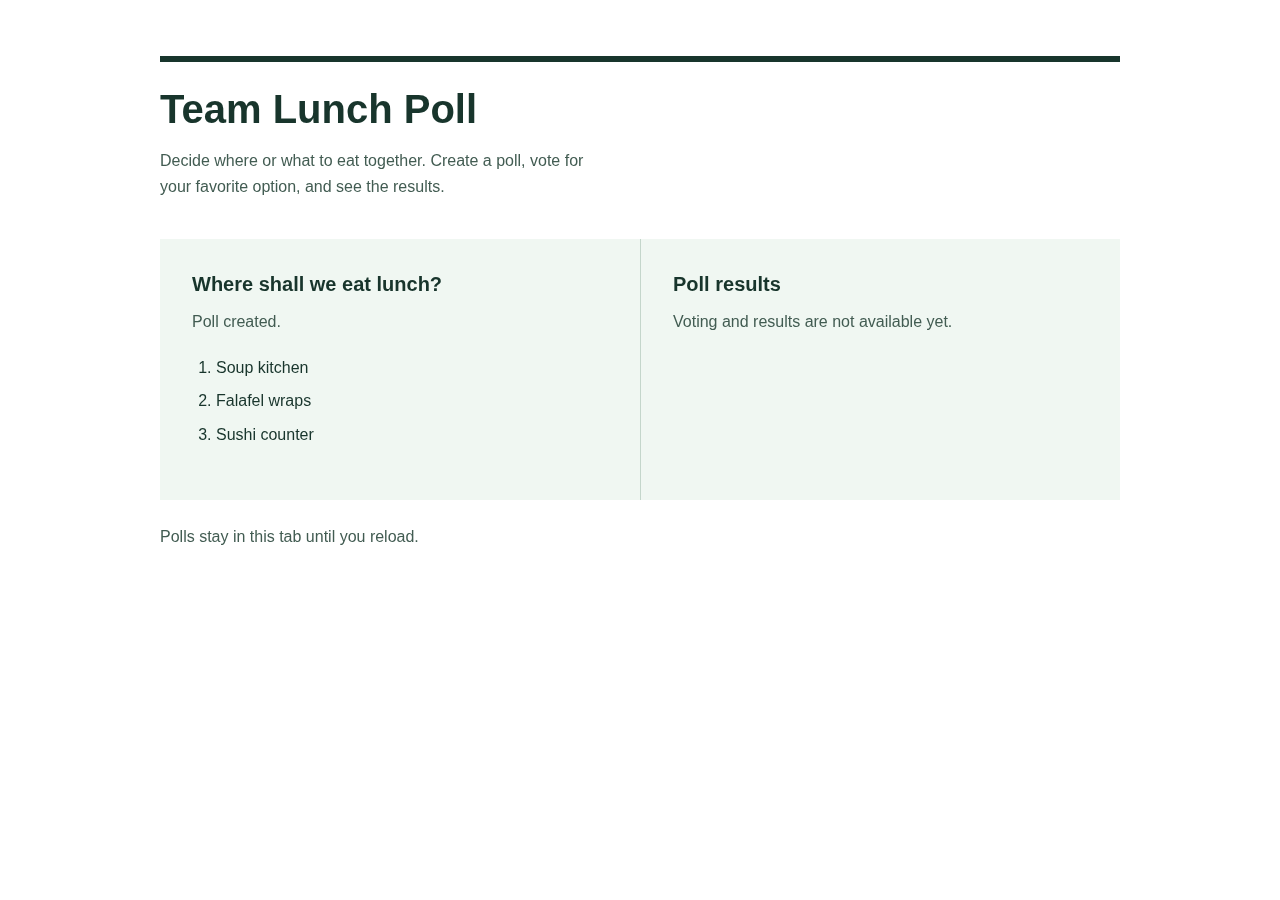 Team Lunch Poll
Decide where or what to eat together. Create a poll, vote for
your favorite option, and see the results.
Where shall we eat lunch?
Poll created.
1. Soup kitchen
2. Falafel wraps
3. Sushi counter
Poll results
Voting and results are not available yet.
Polls stay in this tab until you reload.